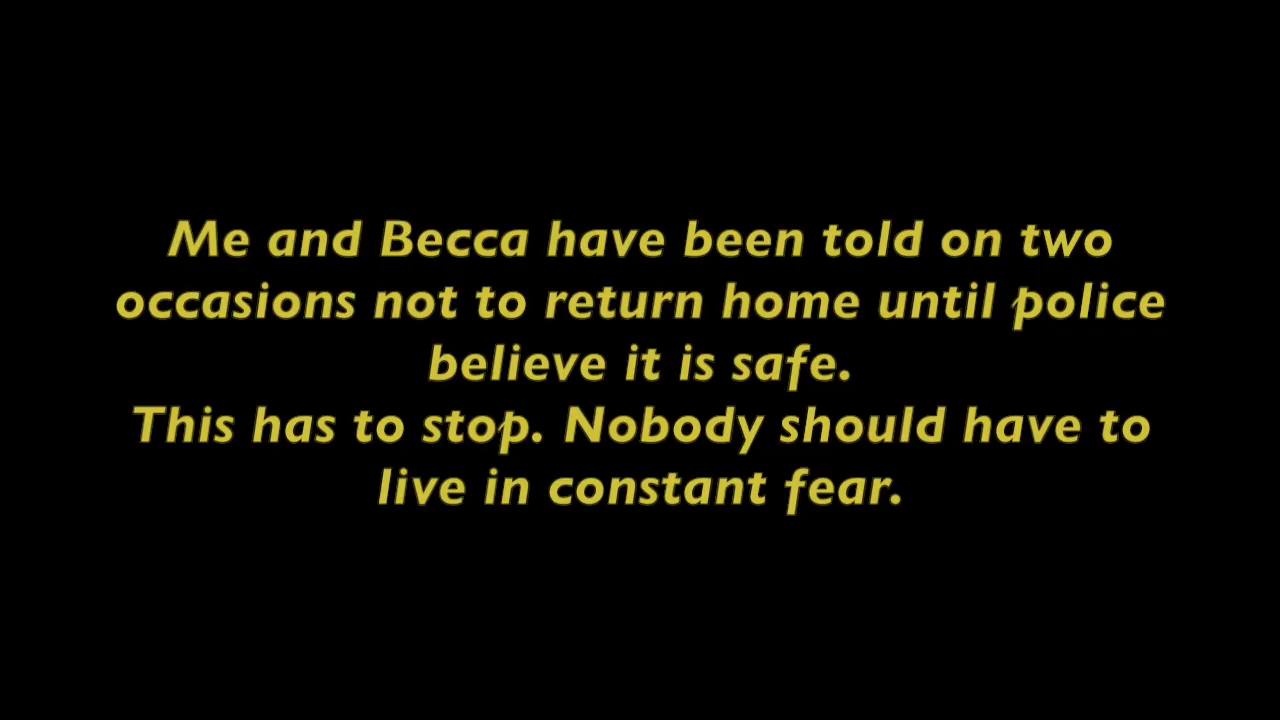 Me and Becca have been told on two
occasions not to return home until police
believe it is safe.
This has to stop. Nobody should have to
live in constant fear.